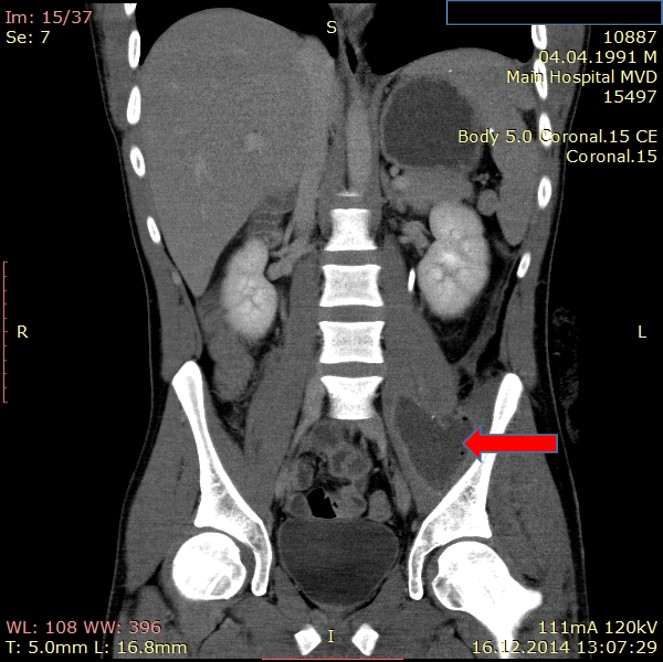 Im: 15/37
Se: 7
S
10887
04.04.1991 M
Main Hospital MVD
15497
Body 5.0 Coronal.15 CE
Coronal.15
R
L
WL: 108 WW: 396
T: 5.0mm L: 16.8mm
I
111mA 120kV
16.12.2014 13:07:29